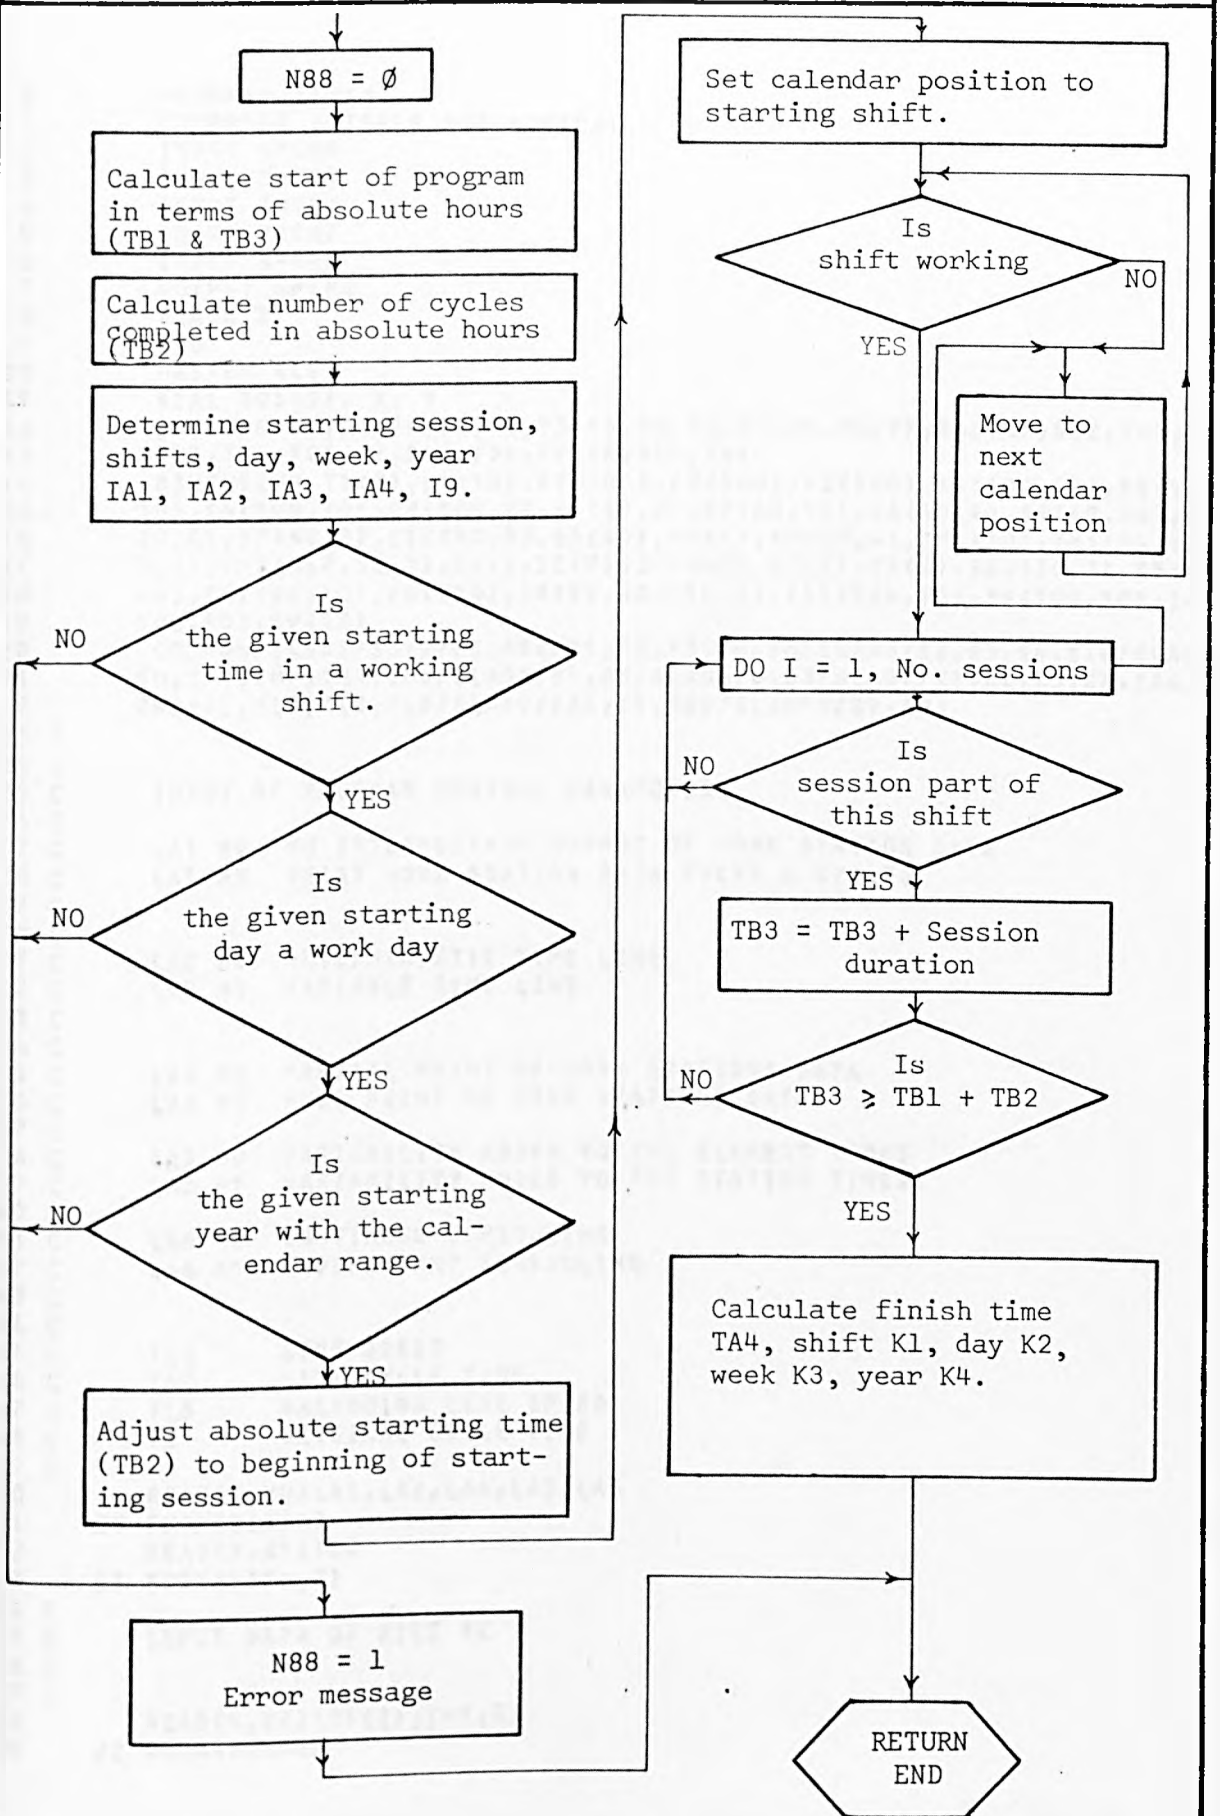 N88 = Ø
Calculate start of program
in terms of absolute hours
(TB1 & TB3)
Calculate number of cycles
completed in absolute hours
(TB2)
Determine starting session,
shifts, day, week, year
IA1, IA2, IA3, IA4, I9.
Is
the given starting
time in a working
shift.
NO
YES
Is
the given starting
day a work day
NO
YES
Is
the given starting
year with the cal-
endar range.
NO
YES
Adjust absolute starting time
(TB2) to beginning of start-
ing session.
N88 = 1
Error message
Set calendar position to
starting shift.
Is
shift working
NO
YES
Move to
next
calendar
position
DO I = 1, No. sessions
Is
session part of
this shift
NO
YES
TB3 = TB3 + Session
duration
Is
TB3 ⩾ TB1 + TB2
NO
YES
Calculate finish time
TA4, shift K1, day K2,
week K3, year K4.
RETURN
END